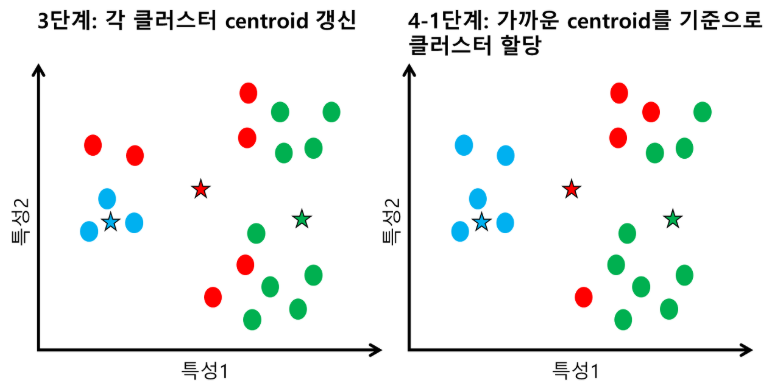 3단계: 각 클러스터 centroid 갱신
특성2
특성1
4-1단계: 가까운 centroid를 기준으로
클러스터 할당
특성2
특성1